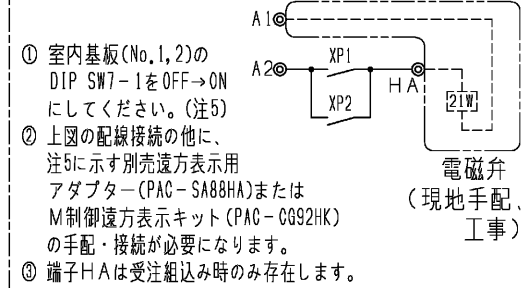 A1
① 室内基板(No.1,2)の
XP1
DIP SW7-1をOFF→ON
A2
HA
にしてください。(注5)
XP2
21W
② 上図の配線接続の他に、
注5に示す別売遠方表示用
電磁弁
アダプター(PAC-SA88HA)または
(現地手配、
M制御遠方表示キット(PAC-CG92HK)
工事)
の手配・接続が必要になります。
③ 端子HAは受注組込み時のみ存在します。